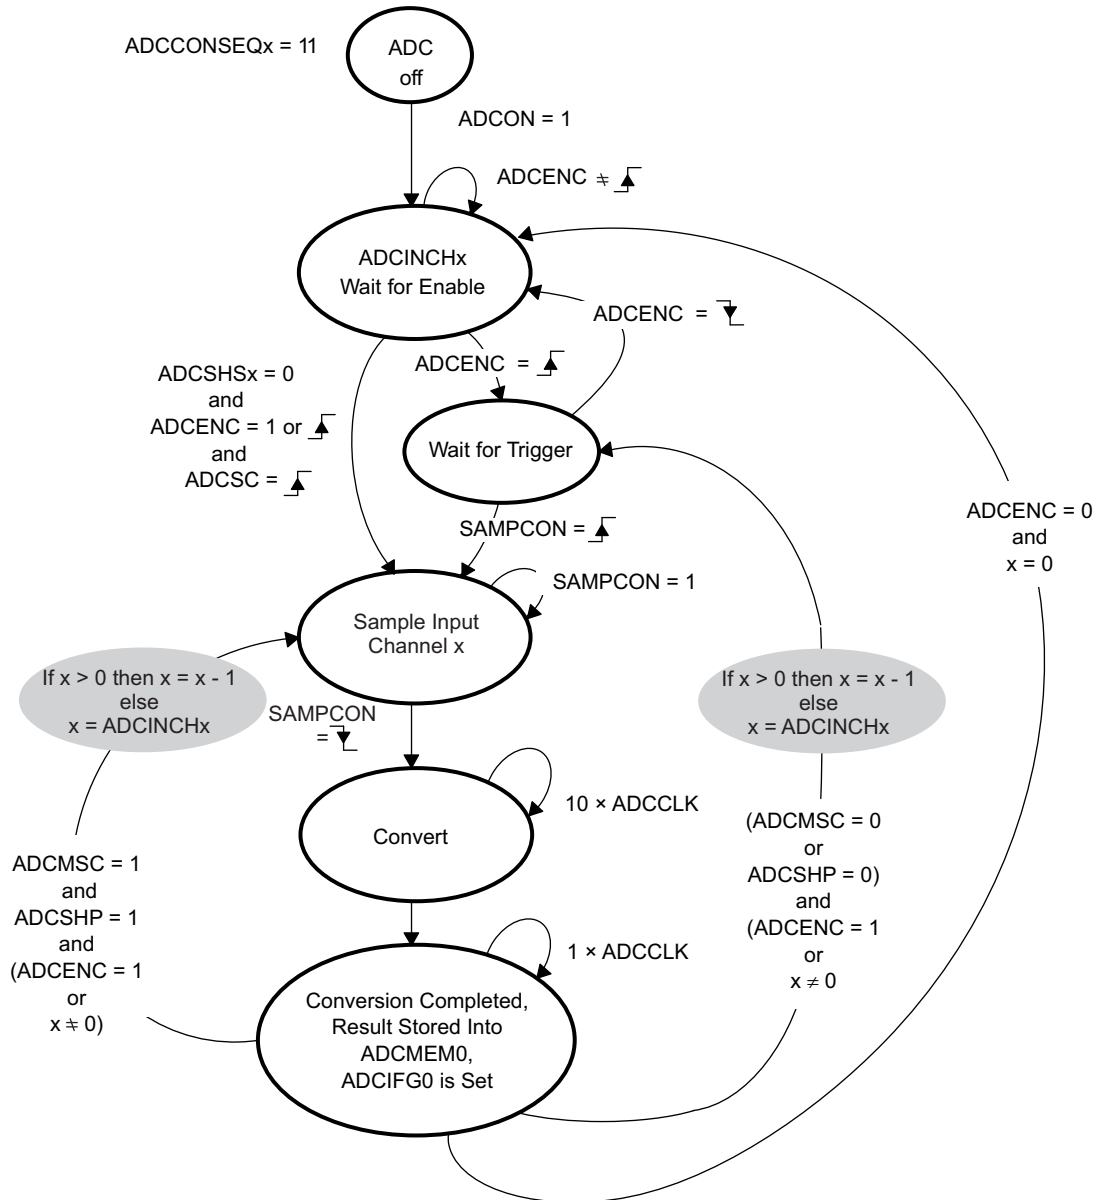 ADCCONSEQx = 11
ADC
off
ADCON = 1
ADCENC ≠
ADCINCHx
Wait for Enable
ADCENC =
ADCENC =
ADCSHSx = 0
and
ADCENC = 1 or
and
ADCSC =
Wait for Trigger
SAMPCON =
ADCENC = 0
and
x = 0
SAMPCON = 1
Sample Input
Channel x
If x > 0 then x = x - 1
else
x = ADCINCHx
If x > 0 then x = x - 1
else
x = ADCINCHx
SAMPCON
=
10 × ADCCLK
Convert
ADCMSC = 1
and
ADCSHP = 1
and
(ADCENC = 1
or
x ≠ 0)
(ADCMSC = 0
or
ADCSHP = 0)
and
(ADCENC = 1
or
x ≠ 0
1 × ADCCLK
Conversion Completed,
Result Stored Into
ADCMEM0,
ADCIFG0 is Set